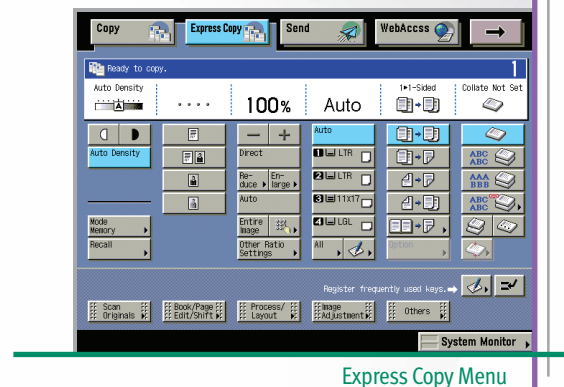 Copy
Express Copy
Send
WebAccss
Ready to copy.
1
Auto Density
1▸1-Sided
Collate Not Set
100%
Auto
Auto Density
Mode
Memory
Recall
Direct
Re-
duce
En-
large
Auto
Entire
Image
Other Ratio
Settings
Auto
1 LTR
2 LTR
3 11x17
4 LGL
All
Option
ABC
ABC
AAA
BBB
ABC
ABC
Register frequently used keys.
Scan
Originals
Book/Page
Edit/Shift
Process/
Layout
Image
Adjustment
Others
System Monitor
Express Copy Menu